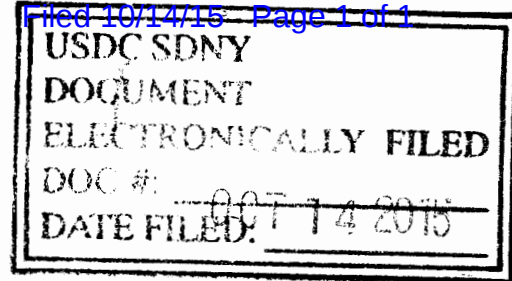 Filed 10/14/15 Page 1 of 1
USDC SDNY
DOCUMENT
ELECTRONICALLY FILED
DOC #:
OCT 14 2015
DATE FILED: